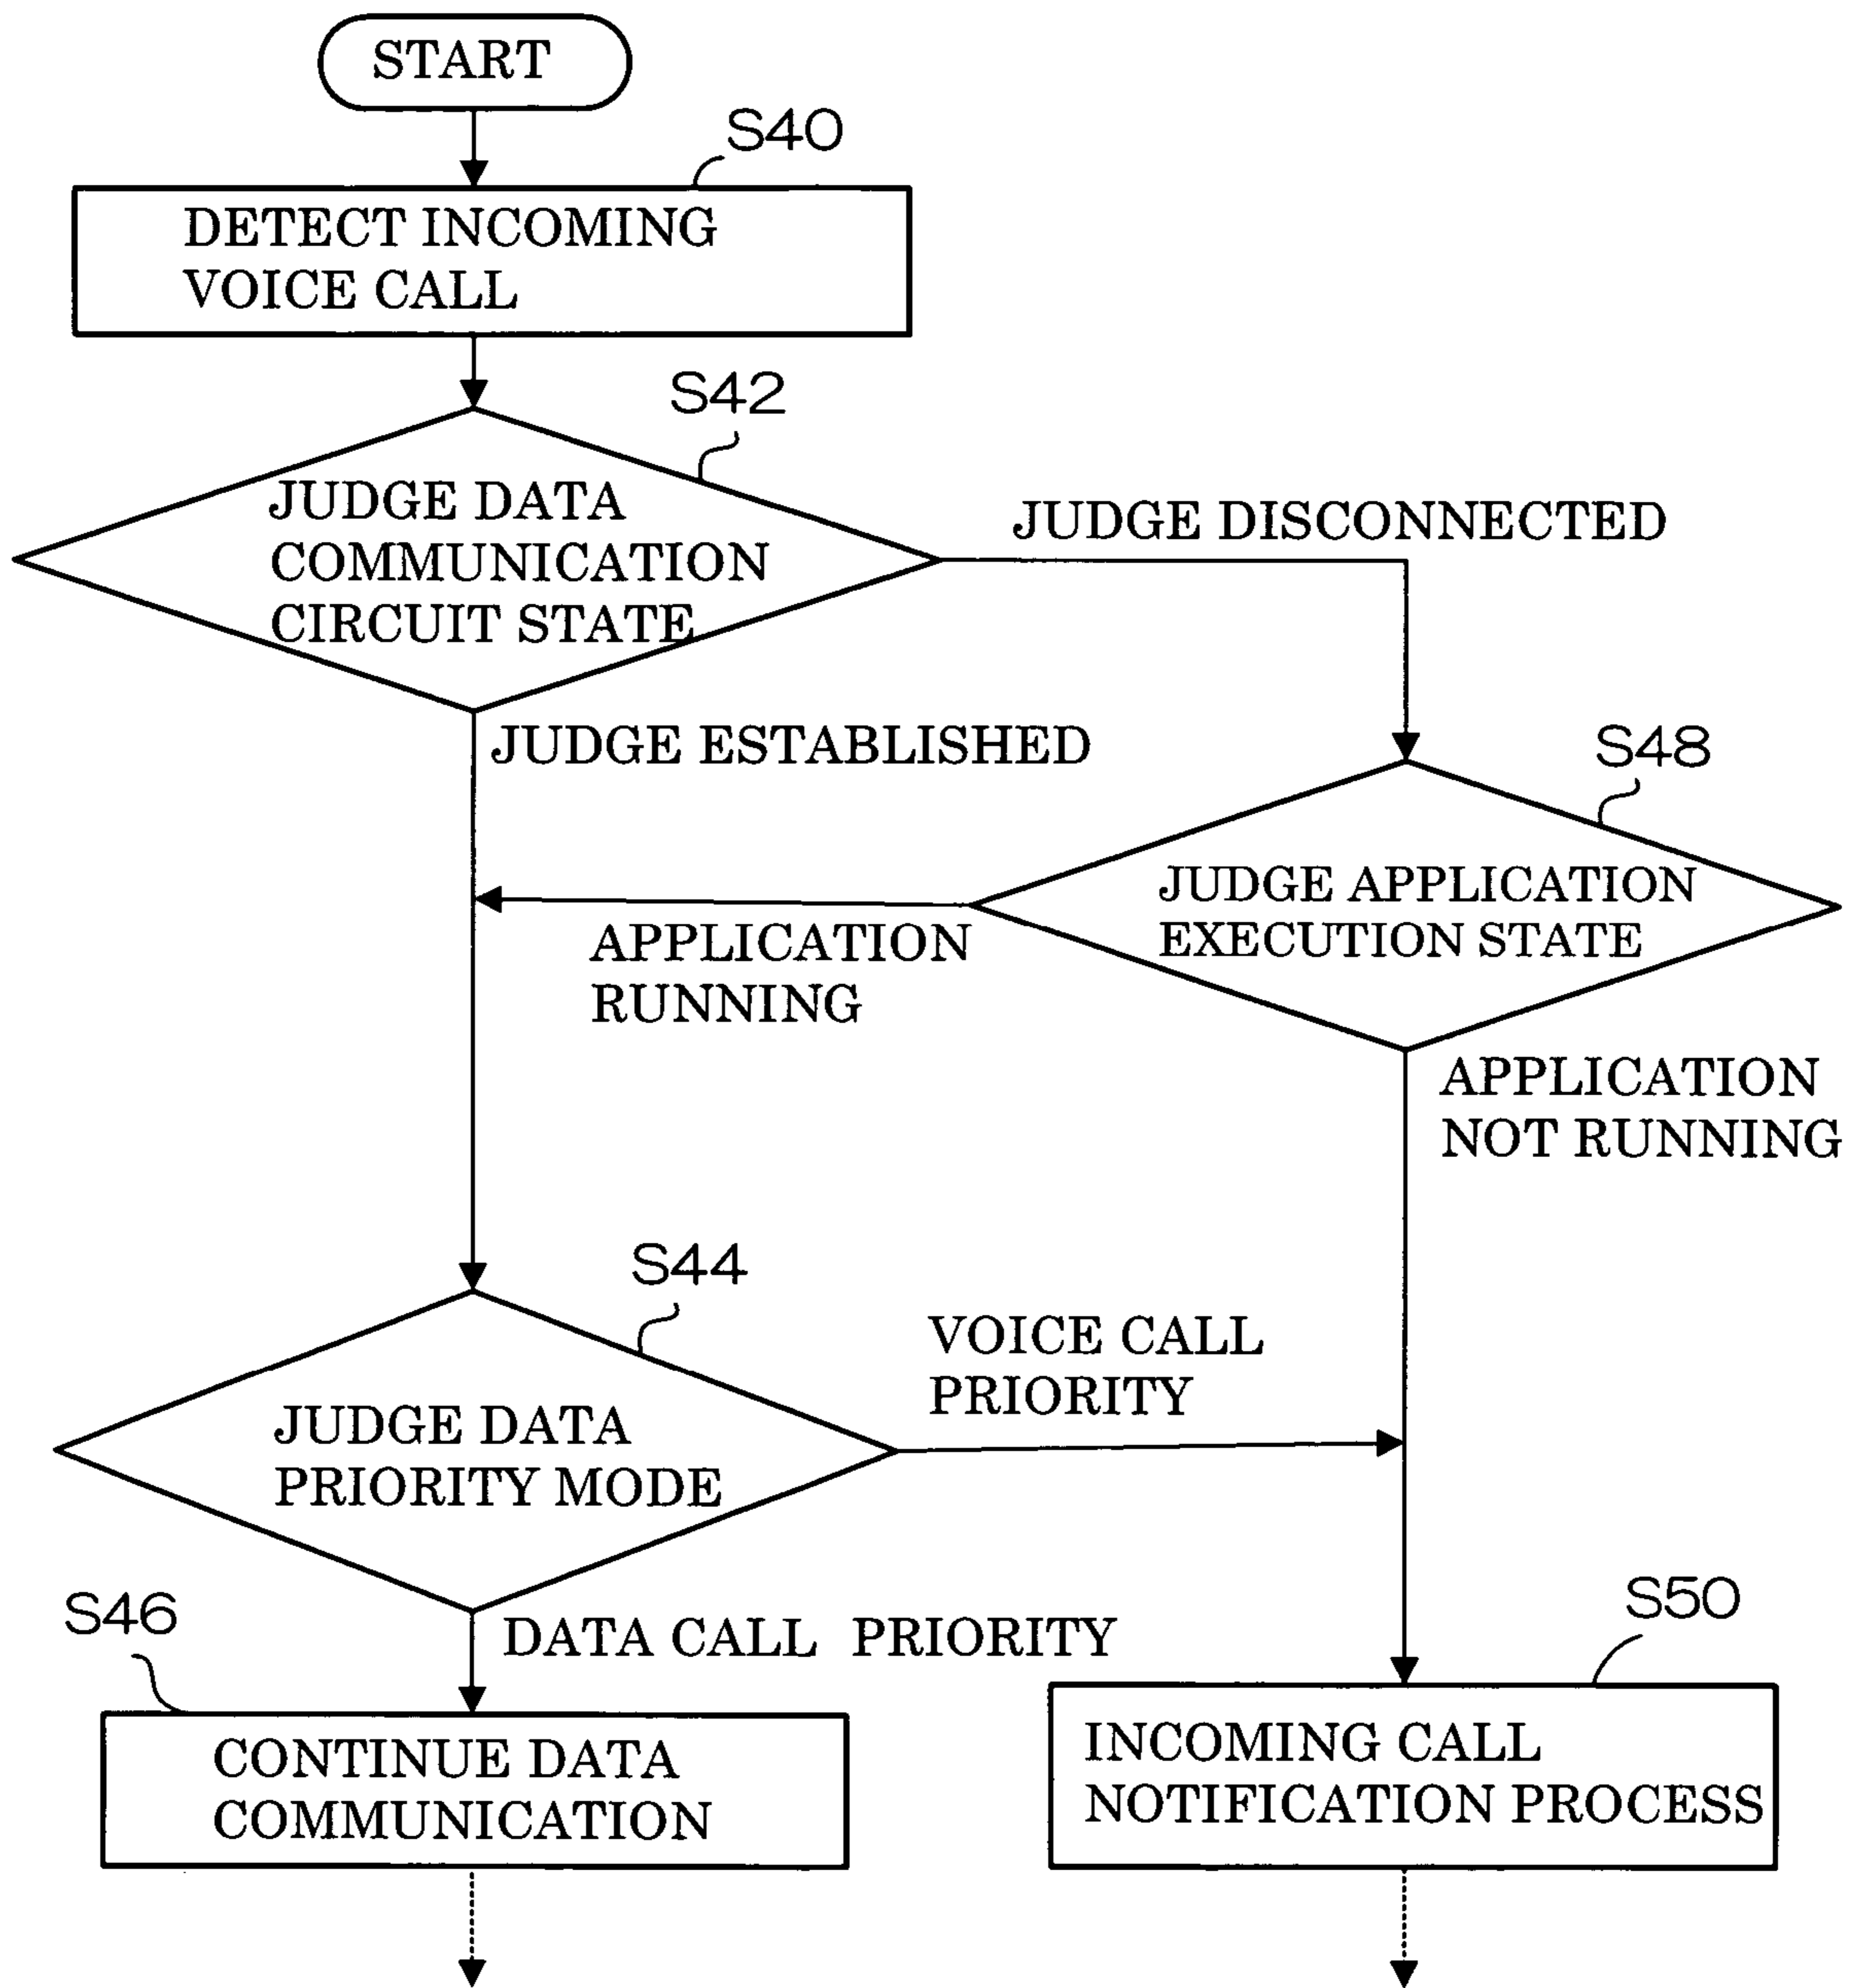 START
S40
DETECT INCOMING
VOICE CALL
S42
JUDGE DATA
COMMUNICATION
CIRCUIT STATE
JUDGE DISCONNECTED
JUDGE ESTABLISHED
S48
JUDGE APPLICATION
EXECUTION STATE
APPLICATION
RUNNING
APPLICATION
NOT RUNNING
S44
JUDGE DATA
PRIORITY MODE
VOICE CALL
PRIORITY
S46
DATA CALL PRIORITY
S50
CONTINUE DATA
COMMUNICATION
INCOMING CALL
NOTIFICATION PROCESS